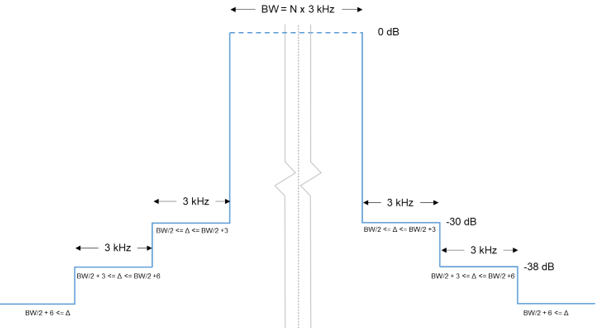 BW = N x 3 kHz
0 dB
3 kHz
3 kHz
BW/2 <= Δ <= BW/2 +3
BW/2 <= Δ <= BW/2 +3
-30 dB
3 kHz
3 kHz
BW/2 + 3 <= Δ <= BW/2 +6
BW/2 + 3 <= Δ <= BW/2 +6
-38 dB
BW/2 + 6 <= Δ
BW/2 + 6 <= Δ